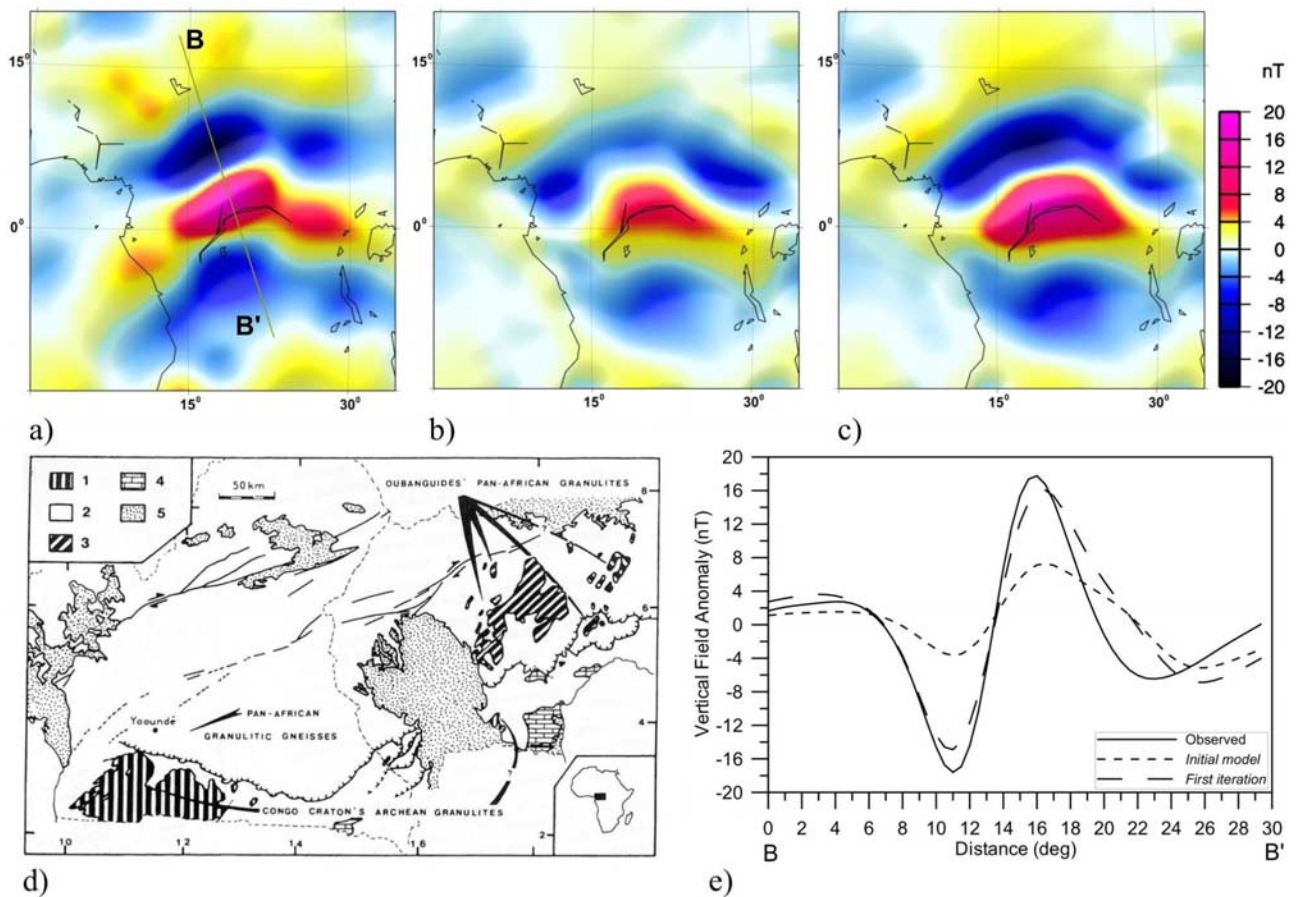 B
B'
15°
0°
15°
30°
a)
15°
0°
15°
30°
b)
15°
0°
15°
30°
c)
nT
20
16
12
8
4
0
-4
-8
-12
-16
-20
1
2
3
4
5
50 km
OUBANGUIDES' PAN-AFRICAN GRANULITES
8
6
4
2
Yaoundé
PAN-AFRICAN
GRANULITIC GNEISSES
?
CONGO CRATON'S ARCHEAN GRANULITES
10
12
14
16
d)
Vertical Field Anomaly (nT)
20
16
12
8
4
0
-4
-8
-12
-16
-20
Observed
Initial model
First iteration
0 2 4 6 8 10 12 14 16 18 20 22 24 26 28 30
B Distance (deg) B'
e)